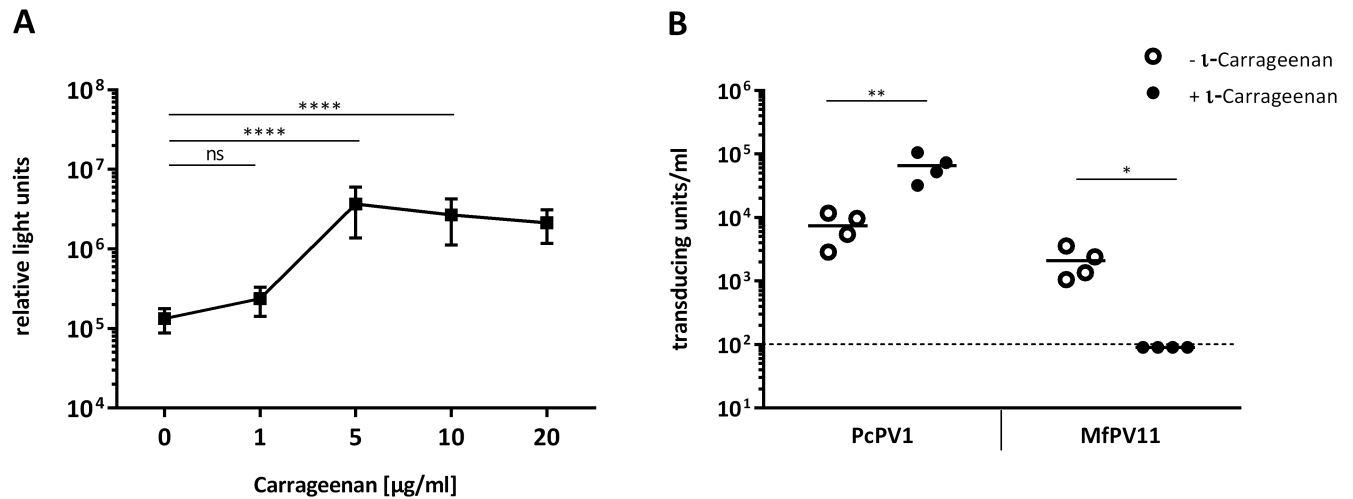 A
relative light units
10⁸
10⁷
10⁶
10⁵
10⁴
****
****
ns
0 1 5 10 20
Carrageenan [µg/ml]
B
- ɩ-Carrageenan
+ ɩ-Carrageenan
transducing units/ml
10⁶
10⁵
10⁴
10³
10²
10¹
**
*
PcPV1
MfPV11